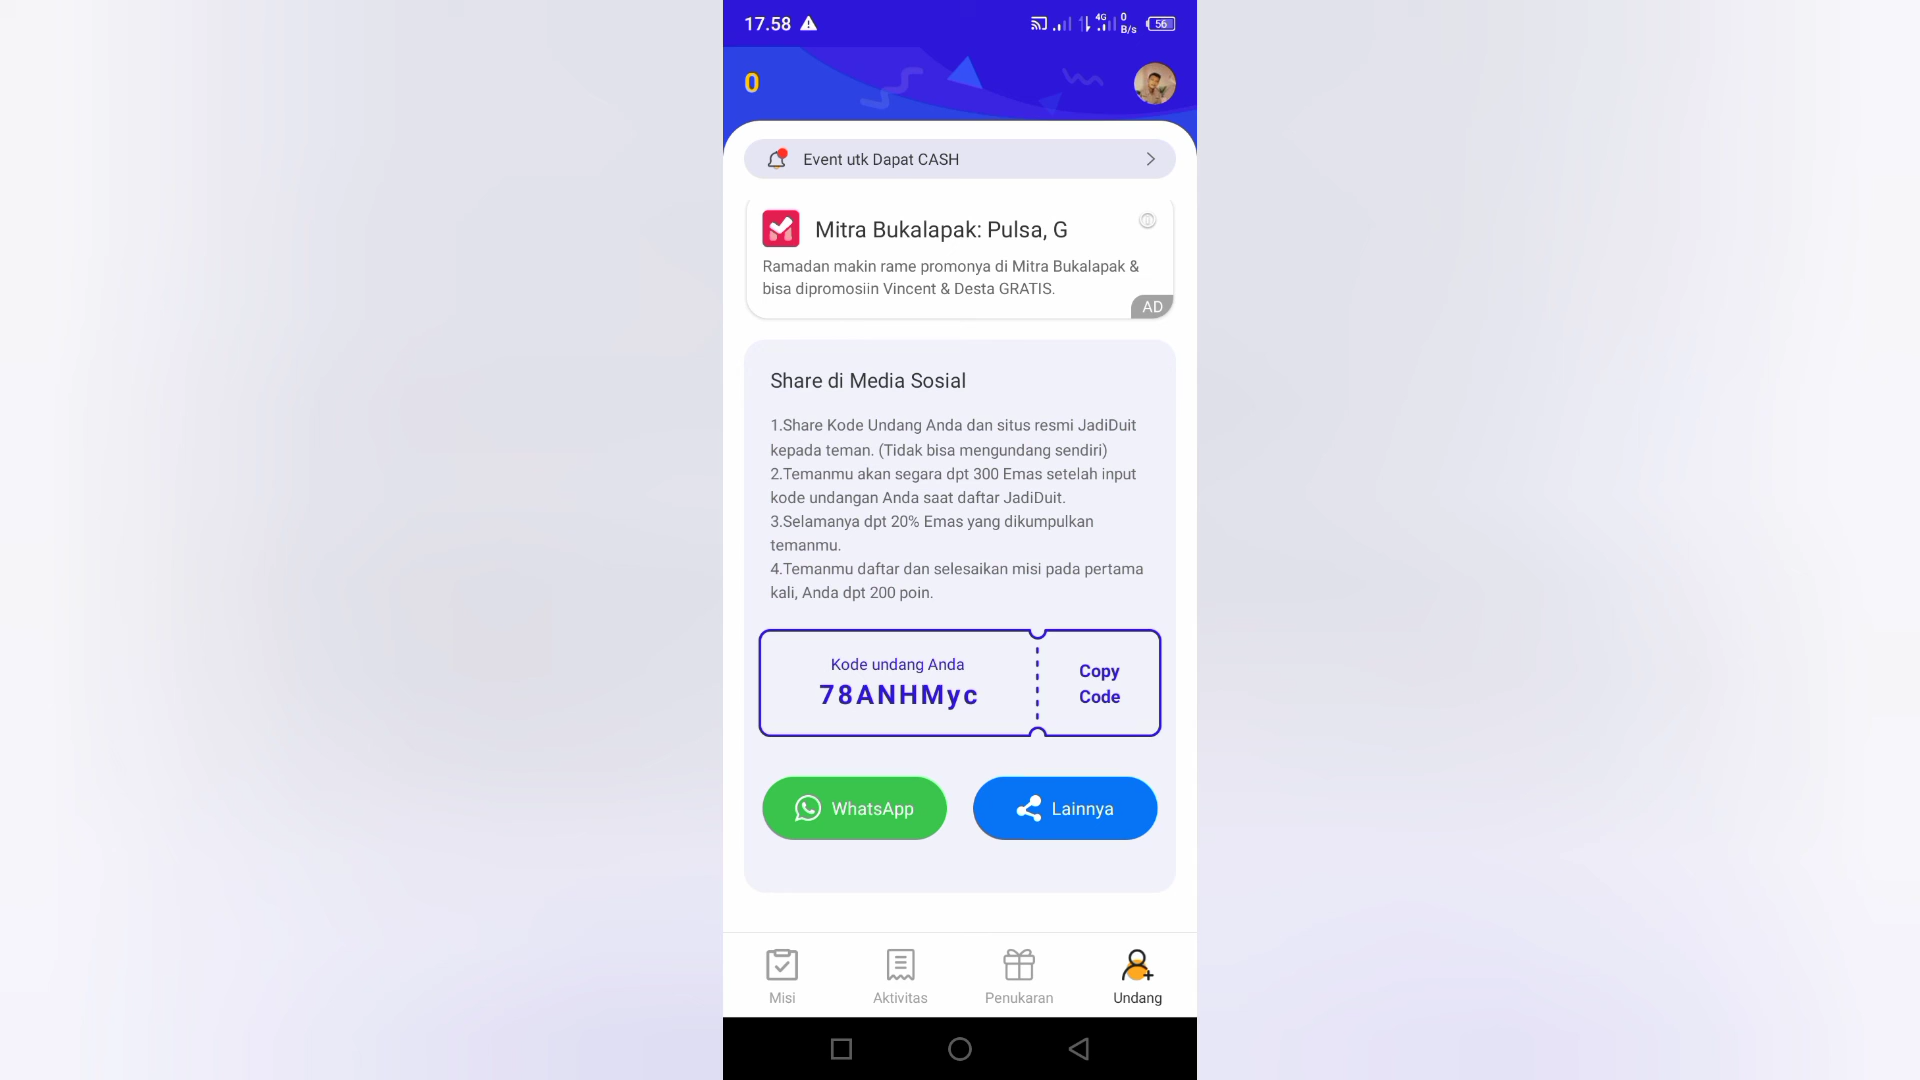 17.58
4G
0
B/s
56
0
Event utk Dapat CASH
Mitra Bukalapak: Pulsa, G
Ramadan makin rame promonya di Mitra Bukalapak &
bisa dipromosiin Vincent & Desta GRATIS.
AD
Share di Media Sosial
1.Share Kode Undang Anda dan situs resmi JadiDuit
kepada teman. (Tidak bisa mengundang sendiri)
2.Temanmu akan segara dpt 300 Emas setelah input
kode undangan Anda saat daftar JadiDuit.
3.Selamanya dpt 20% Emas yang dikumpulkan
temanmu.
4.Temanmu daftar dan selesaikan misi pada pertama
kali, Anda dpt 200 poin.
Kode undang Anda
78ANHMyc
Copy
Code
WhatsApp
Lainnya
Misi
Aktivitas
Penukaran
Undang